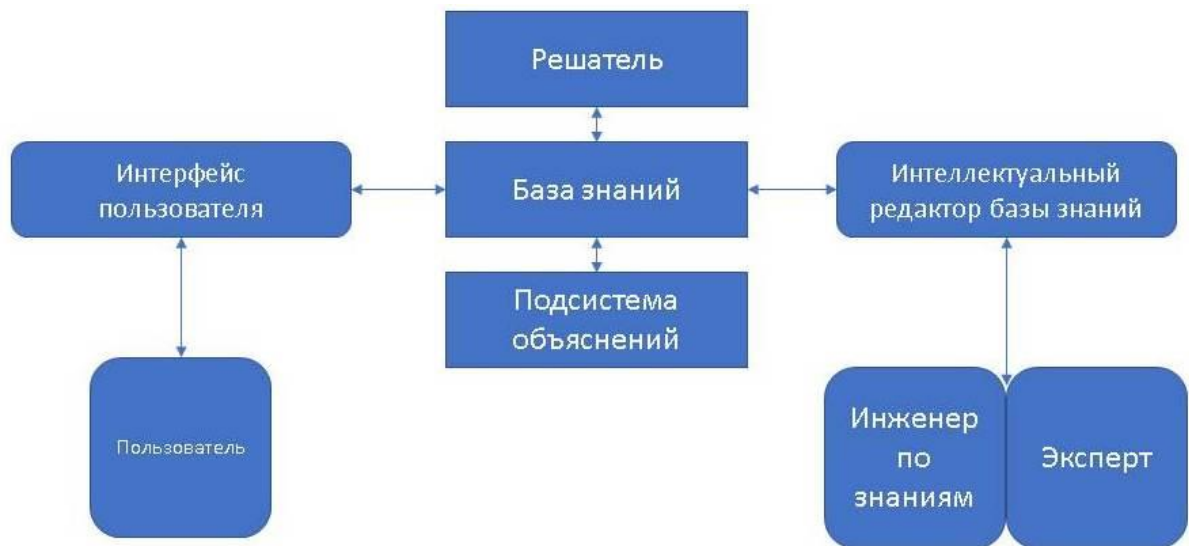 Решатель
Интерфейс
пользователя
База знаний
Интеллектуальный
редактор базы знаний
Подсистема
объяснений
Пользователь
Инженер
по
знаниям
Эксперт